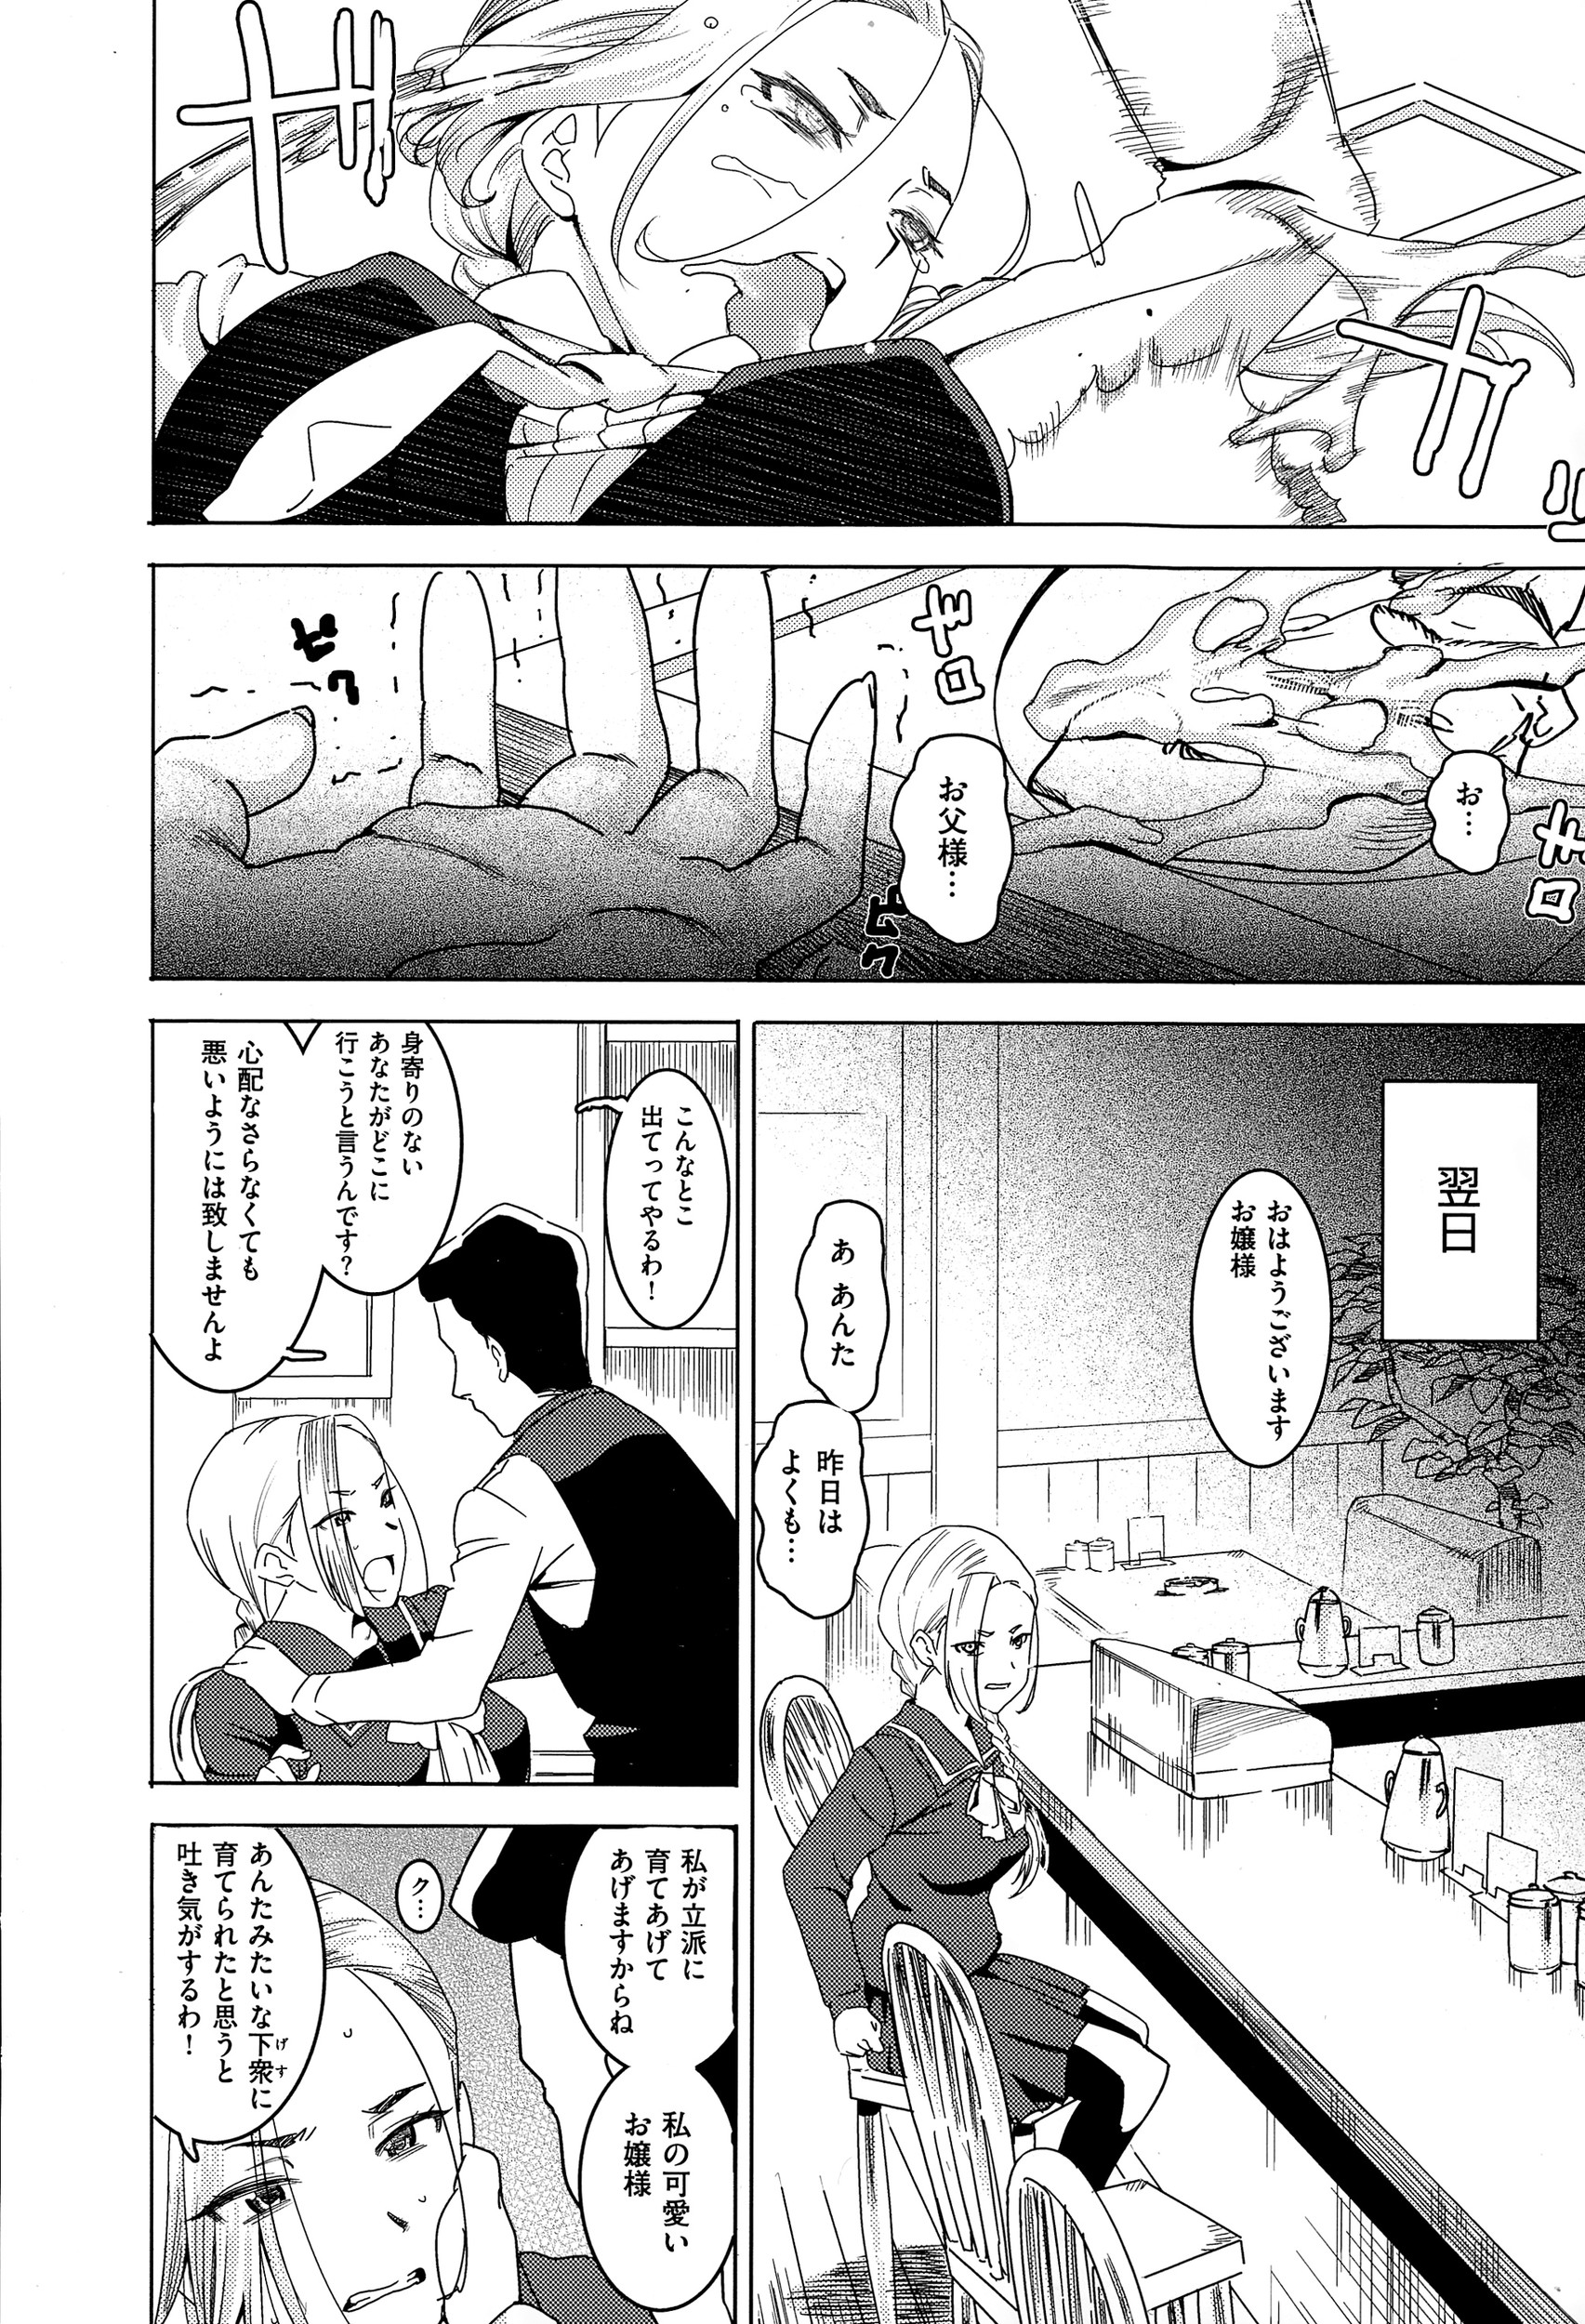 お…
お父様…
翌日
おはようございます
お嬢様
あ あんた
昨日は
よくも…
こんなとこ
出てってやるわ！
身寄りのない
あなたがどこに
行こうと言うんです？
心配なさらなくても
悪いようには致しませんよ
私が立派に
育てあげて
あげますからね
私の可愛い
お嬢様
ク…
あんたみたいな下衆に
げす
育てられたと思うと
吐き気がするわ！